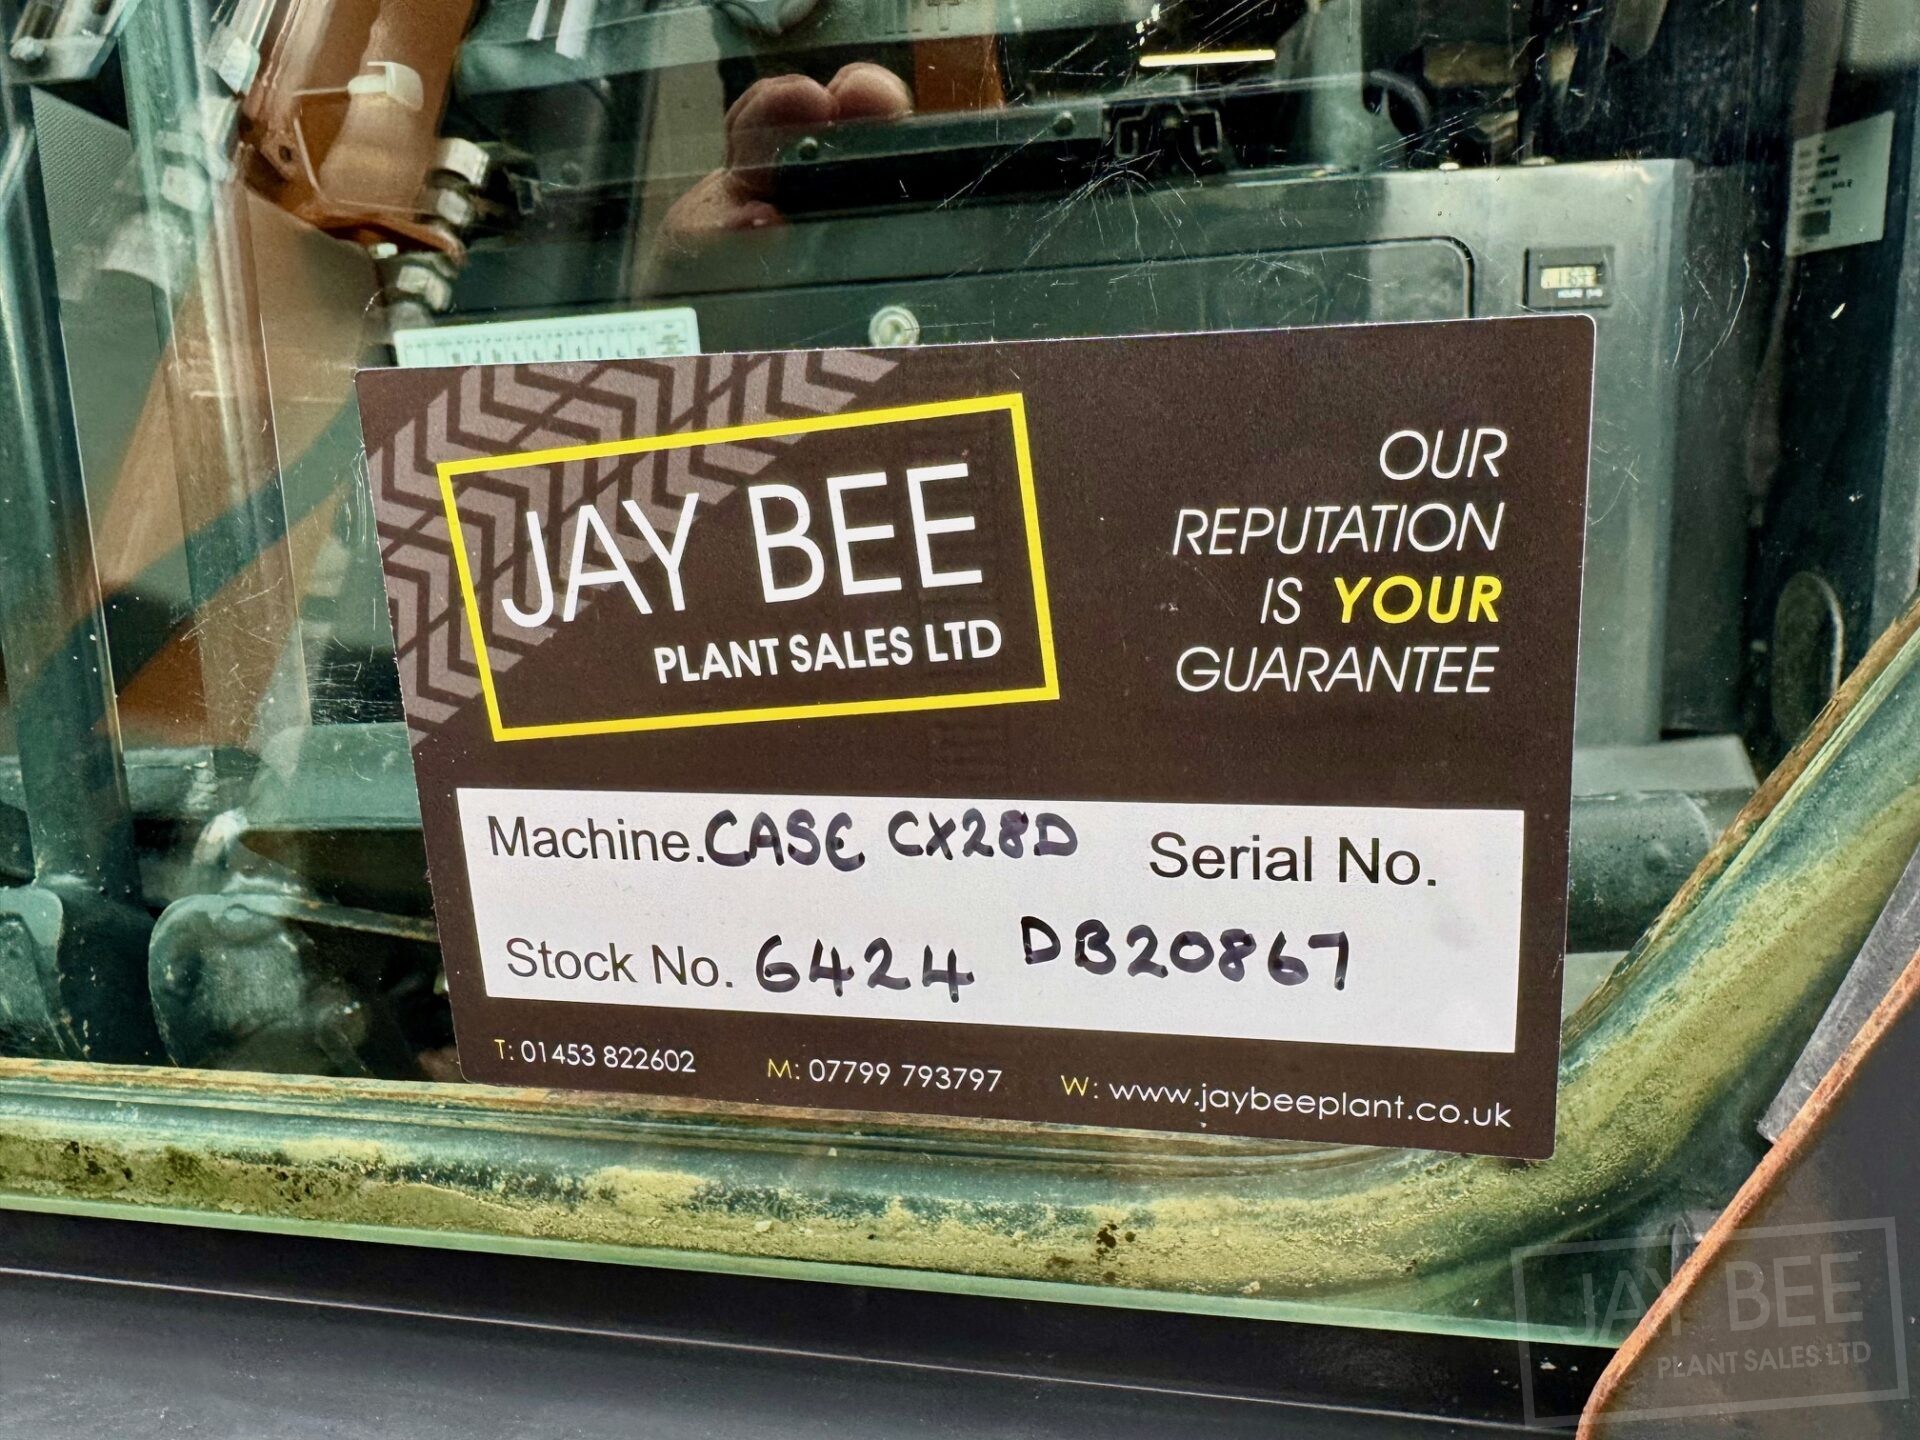 JAY BEE
PLANT SALES LTD
OUR
REPUTATION
IS YOUR
GUARANTEE
Machine. CASE CX28D
Serial No.
Stock No. 6424
DB20867
T: 01453 822602
M: 07799 793797
W: www.jaybeeplant.co.uk
JAY BEE
PLANT SALES LTD